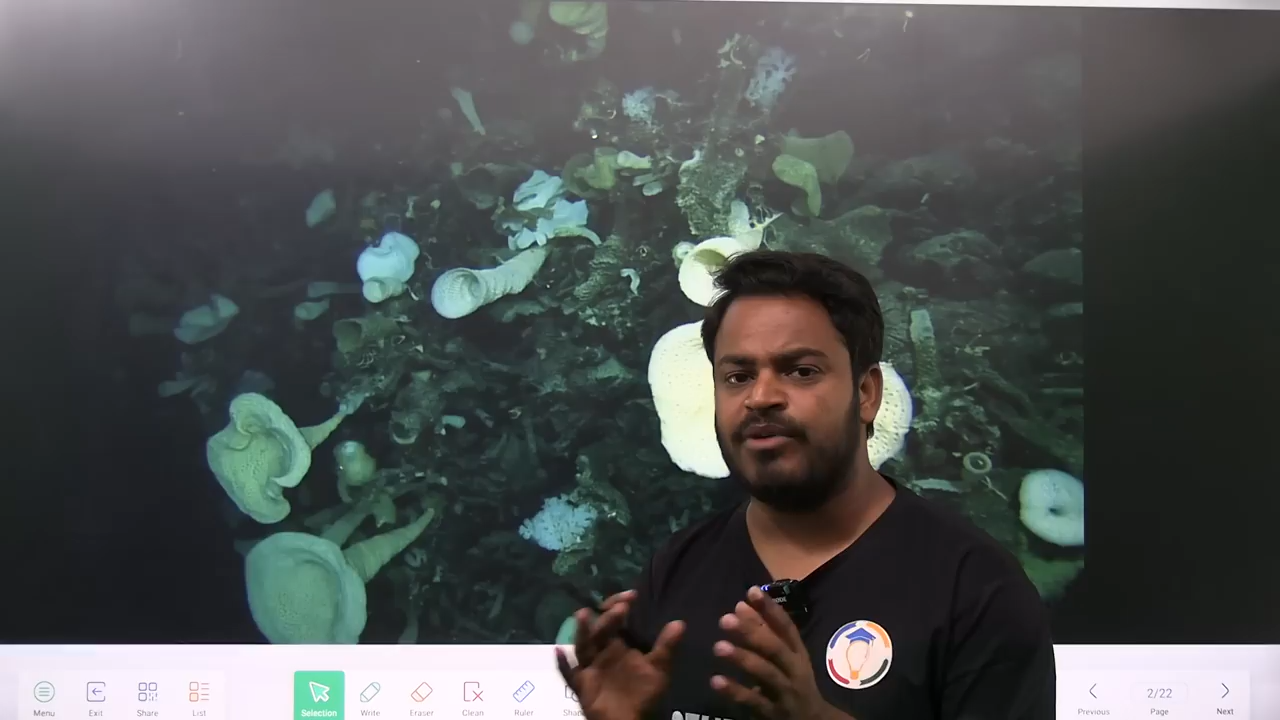 Menu
Exit
Share
List
Selection
Write
Eraser
Clean
Ruler
Previous
2/22
Page
Next